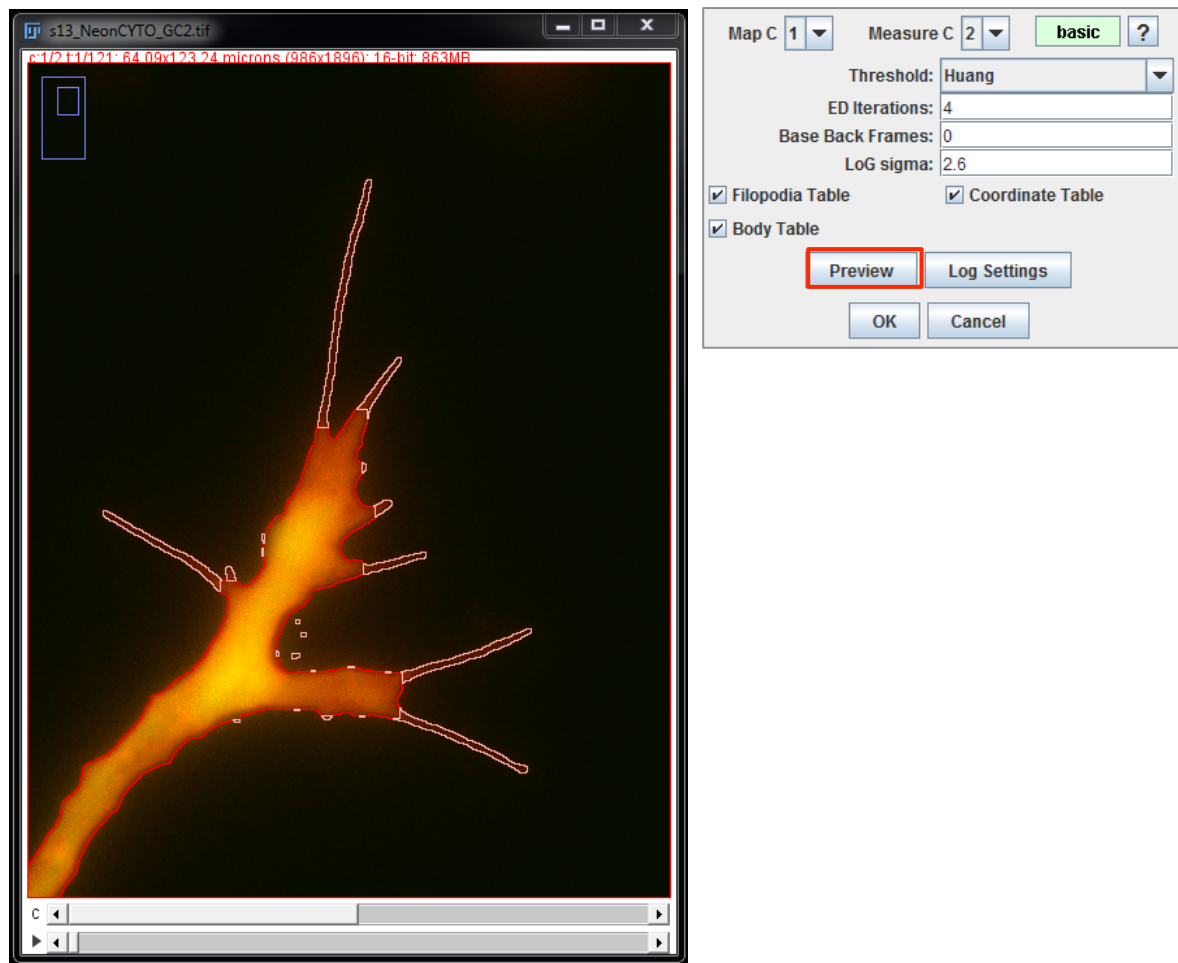 s13_NeonCYTO_GC2.tif
c:1/2 t:1/121; 64.09x123.24 microns (986x1896); 16-bit; 863MB
C
Map C 1 Measure C 2 basic ?
Threshold: Huang
ED Iterations: 4
Base Back Frames: 0
LoG sigma: 2.6
Filopodia Table Coordinate Table
Body Table
Preview Log Settings
OK Cancel